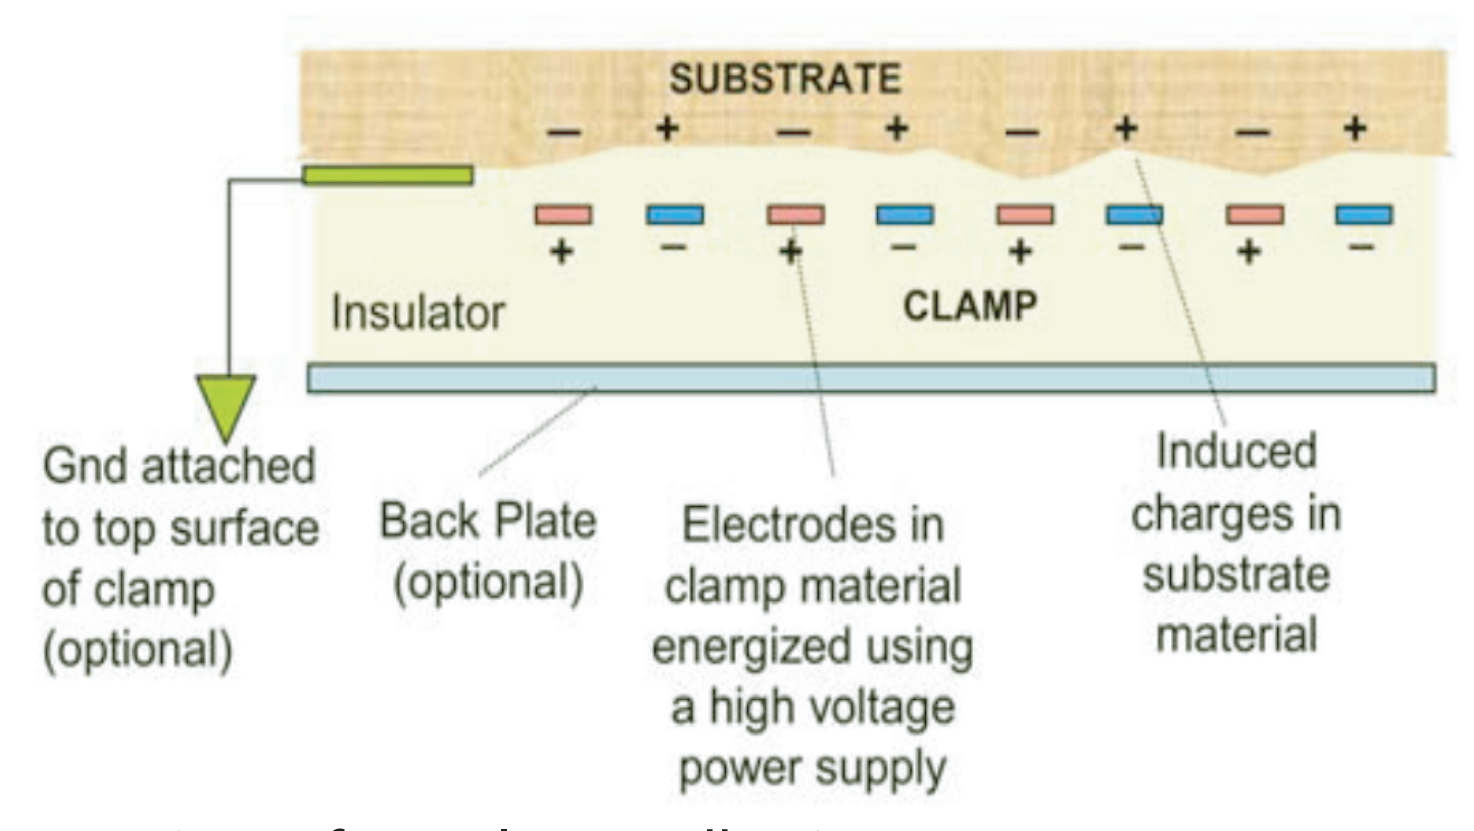 SUBSTRATE
— + — + — + — +
+ — + — + — + —
Insulator
CLAMP
Gnd attached
to top surface
of clamp
(optional)
Back Plate
(optional)
Electrodes in
clamp material
energized using
a high voltage
power supply
Induced
charges in
substrate
material